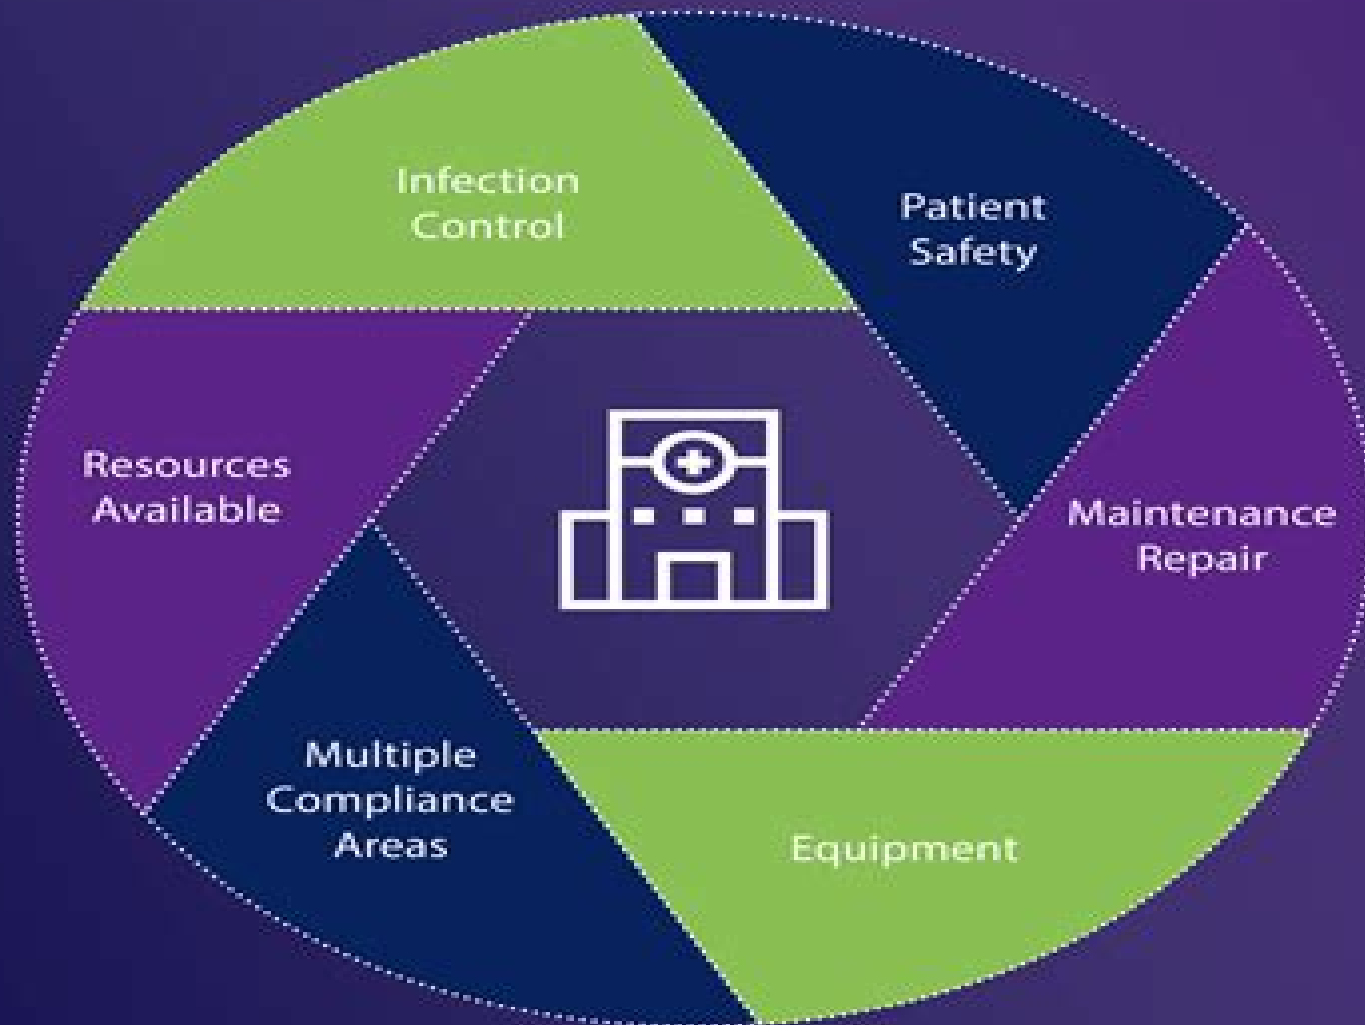 Infection
Control
Patient
Safety
Resources
Available
Maintenance
Repair
Multiple
Compliance
Areas
Equipment